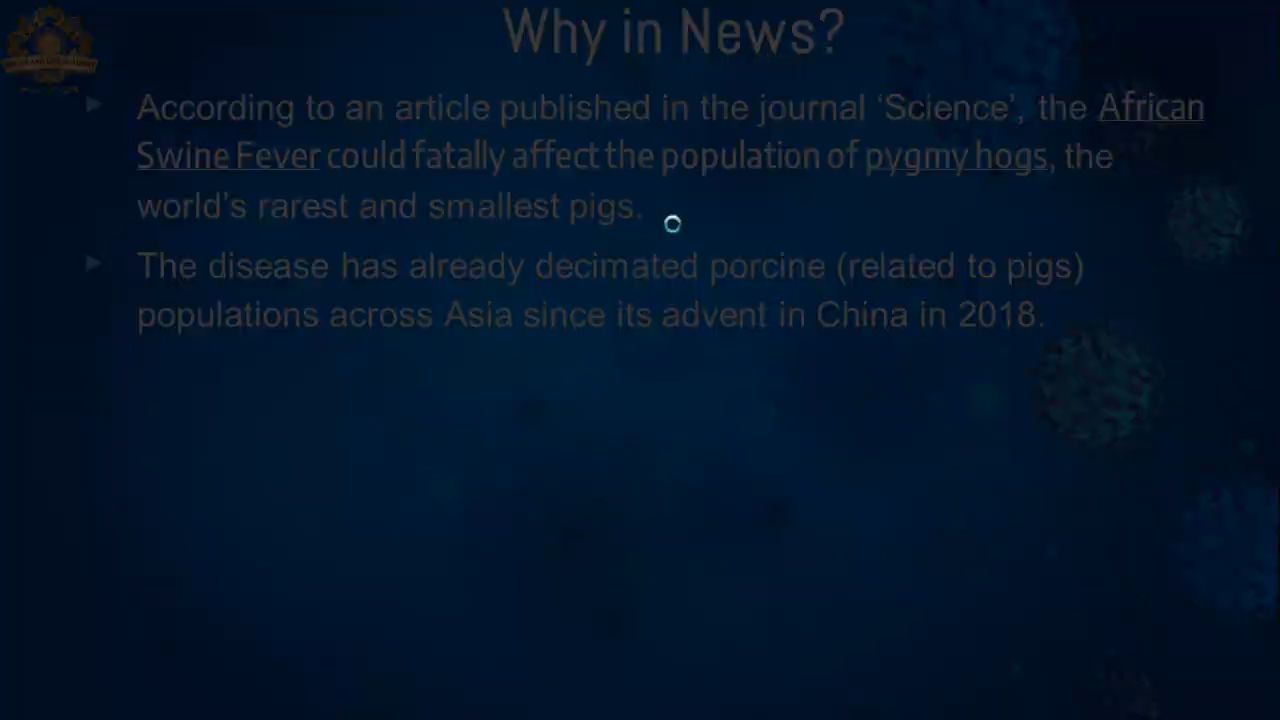 Why in News?
According to an article published in the journal ‘Science’, the African
Swine Fever could fatally affect the population of pygmy hogs, the
world’s rarest and smallest pigs.
The disease has already decimated porcine (related to pigs)
populations across Asia since its advent in China in 2018.